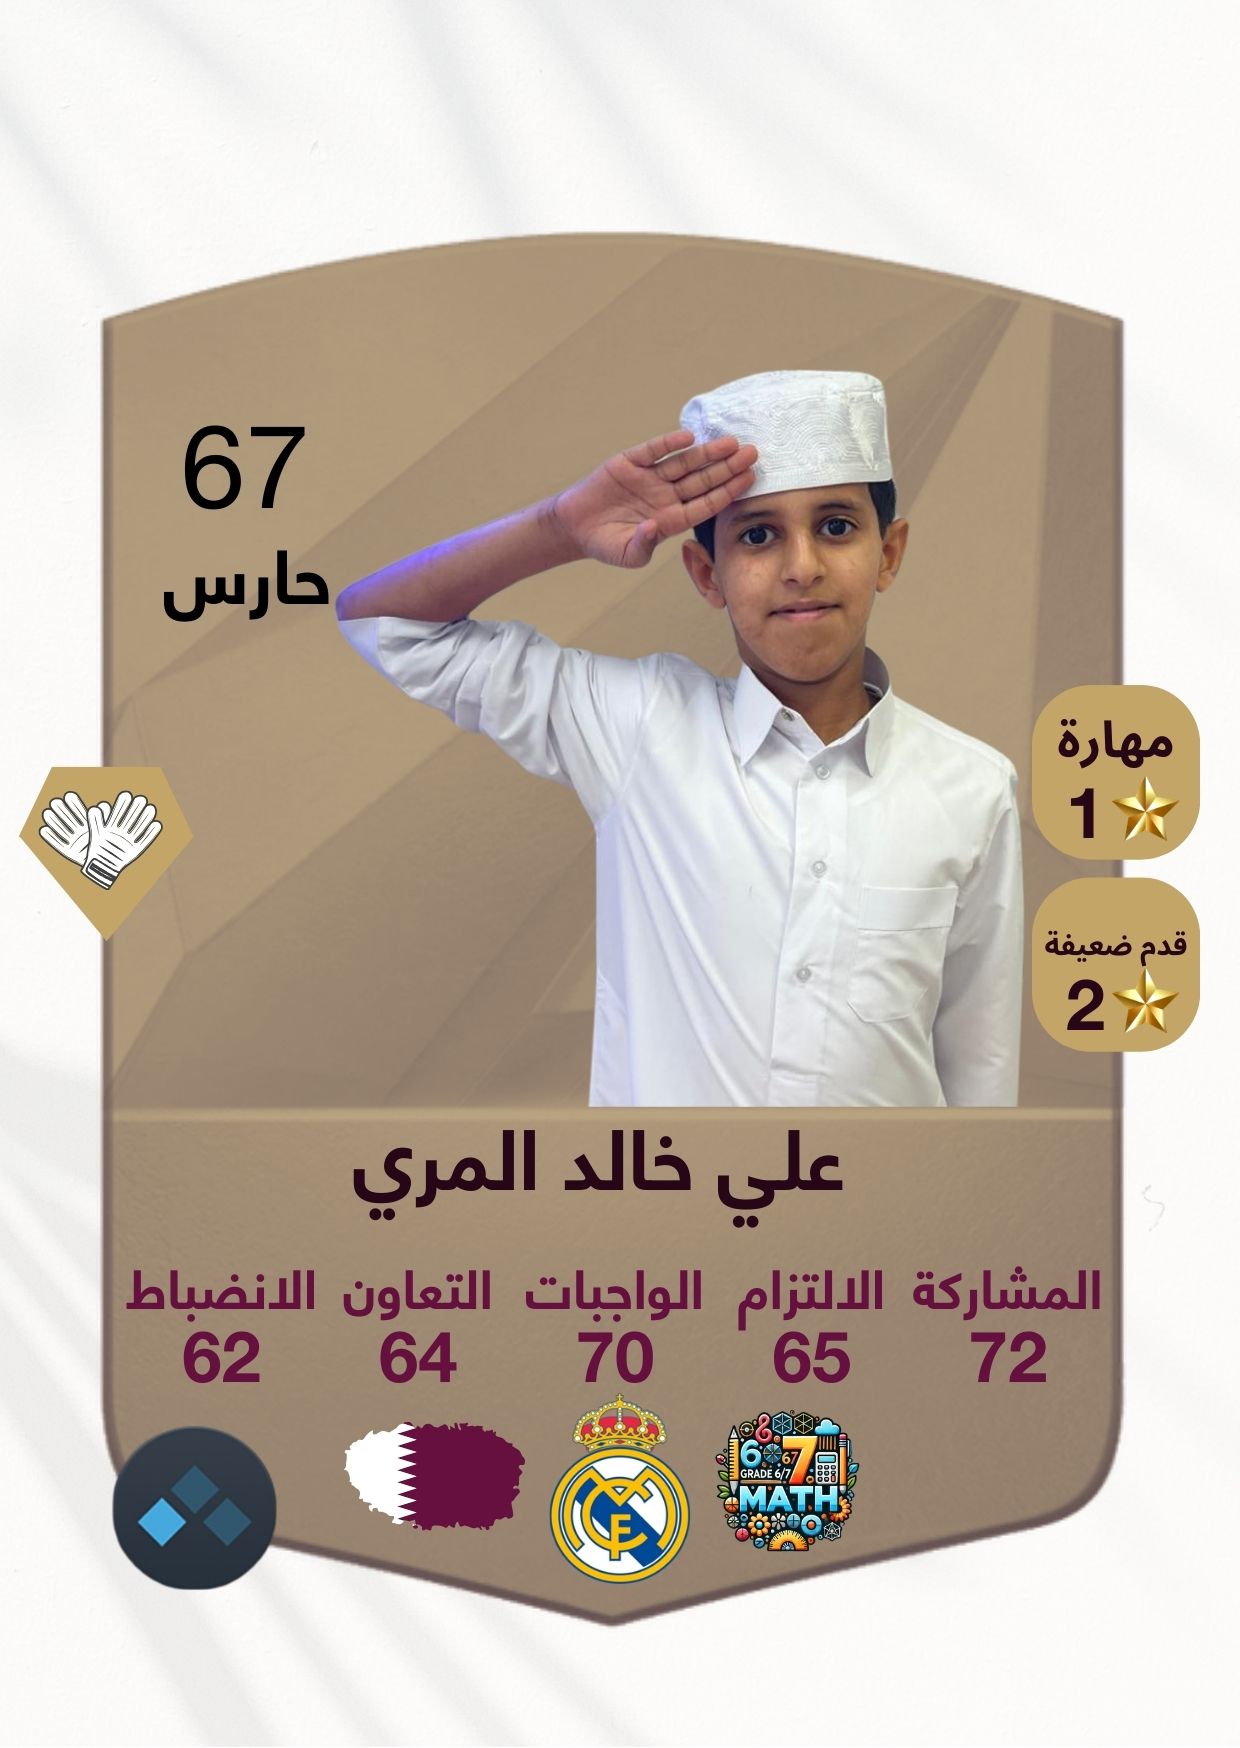 67
حارس
مهارة
1
قدم ضعيفة
2
علي خالد المري
المشاركة الالتزام الواجبات التعاون الانضباط
72 65 70 64 62
6 67 7
GRADE 6/7
MATH